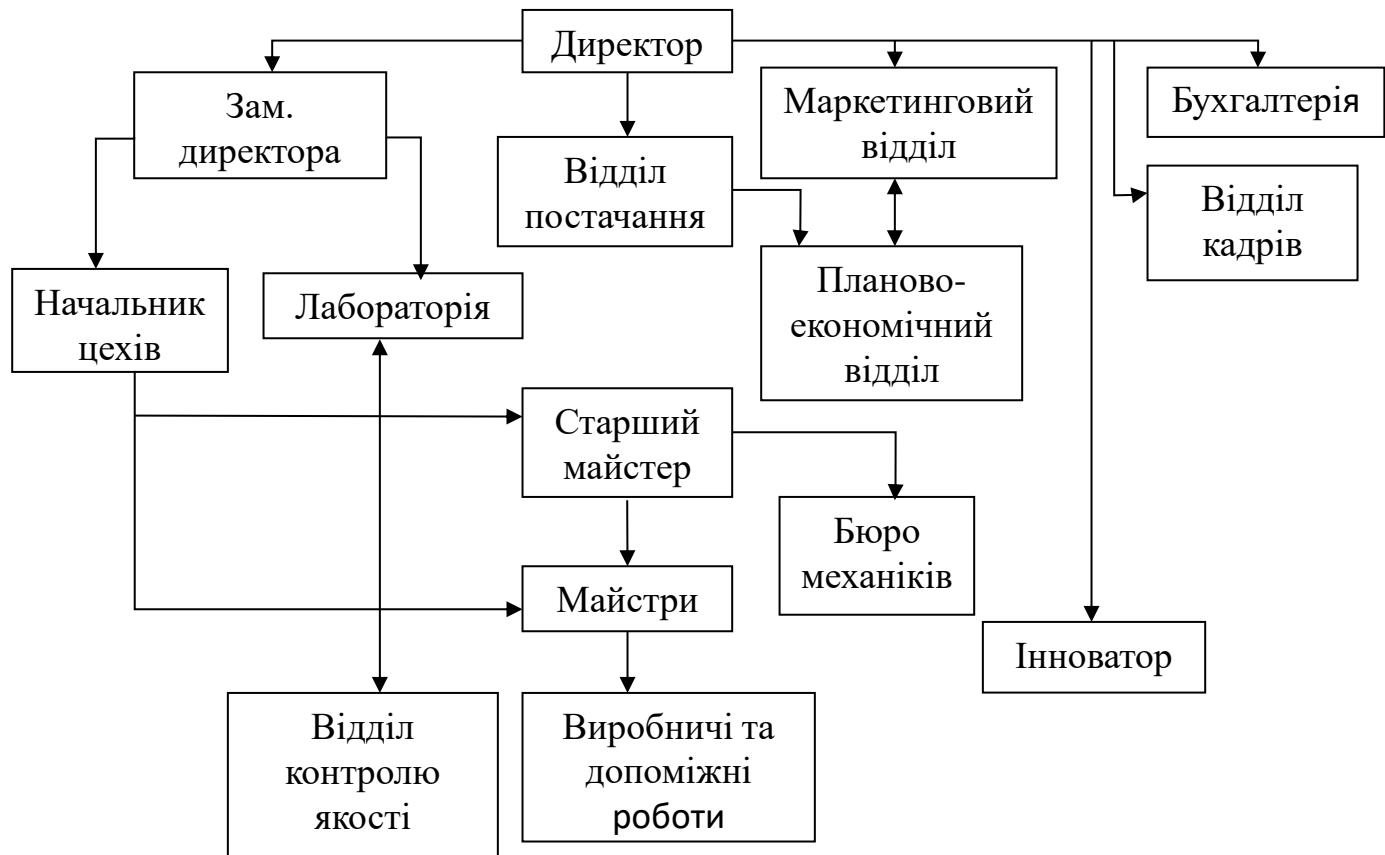 Директор
Зам.
директора
Маркетинговий
відділ
Бухгалтерія
Відділ
постачання
Відділ
кадрів
Начальник
цехів
Лабораторія
Планово-
економічний
відділ
Старший
майстер
Бюро
механіків
Майстри
Інноватор
Відділ
контролю
якості
Виробничі та
допоміжні
роботи